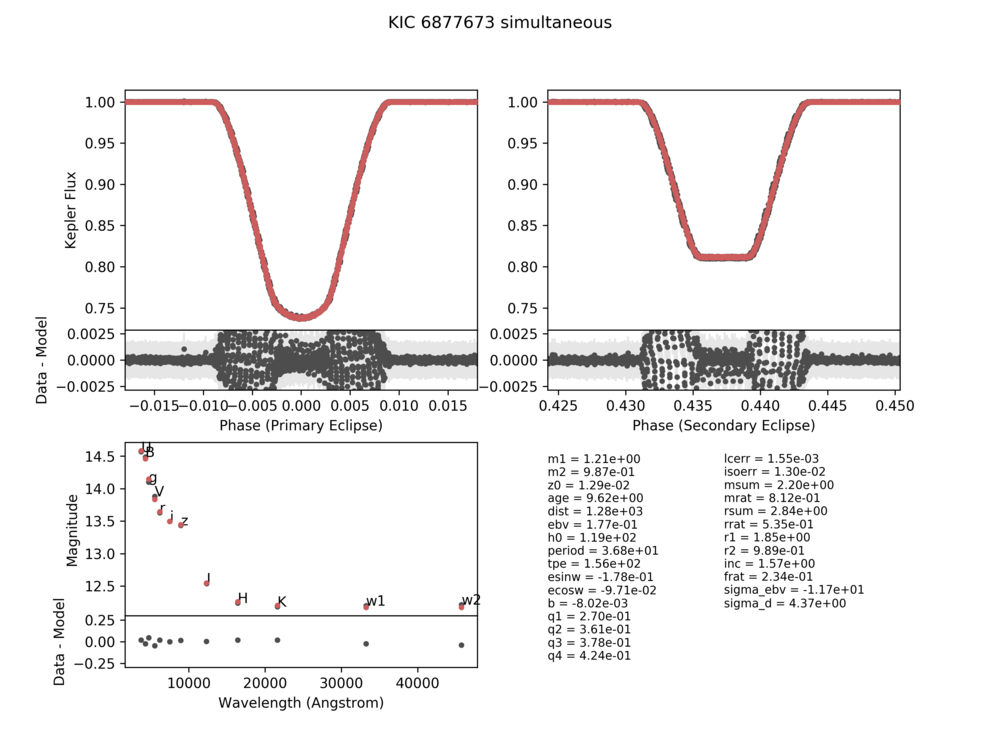 KIC 6877673 simultaneous
1.00
0.95
0.90
0.85
0.80
0.75
Kepler Flux
0.0025
0.0000
−0.0025
Data - Model
−0.015 −0.010 −0.005 0.000 0.005 0.010 0.015
Phase (Primary Eclipse)
1.00
0.95
0.90
0.85
0.80
0.75
0.0025
0.0000
−0.0025
0.425 0.430 0.435 0.440 0.445 0.450
Phase (Secondary Eclipse)
14.5
14.0
13.5
13.0
12.5
Magnitude
B
g
V
r
i
z
J
H
K
w1
w2
0.25
0.00
−0.25
Data - Model
10000 20000 30000 40000
Wavelength (Angstrom)
m1 = 1.21e+00
m2 = 9.87e-01
z0 = 1.29e-02
age = 9.62e+00
dist = 1.28e+03
ebv = 1.77e-01
h0 = 1.19e+02
period = 3.68e+01
tpe = 1.56e+02
esinw = -1.78e-01
ecosw = -9.71e-02
b = -8.02e-03
q1 = 2.70e-01
q2 = 3.61e-01
q3 = 3.78e-01
q4 = 4.24e-01
lcerr = 1.55e-03
isoerr = 1.30e-02
msum = 2.20e+00
mrat = 8.12e-01
rsum = 2.84e+00
rrat = 5.35e-01
r1 = 1.85e+00
r2 = 9.89e-01
inc = 1.57e+00
frat = 2.34e-01
sigma_ebv = -1.17e+01
sigma_d = 4.37e+00